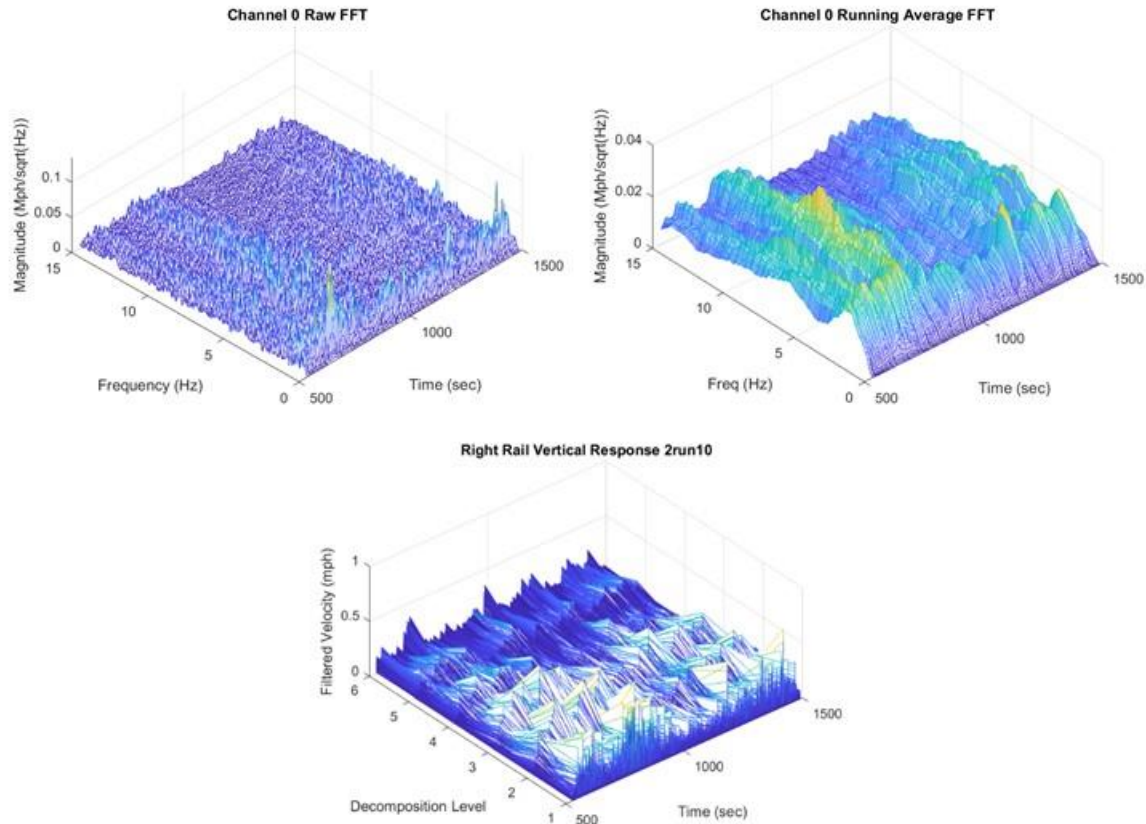 Channel 0 Raw FFT
Magnitude (Mph/sqrt(Hz))
0.1
0.05
0
15
10
5
0
Frequency (Hz)
500
1000
1500
Time (sec)
Channel 0 Running Average FFT
Magnitude (Mph/sqrt(Hz))
0.04
0.02
0
15
10
5
0
Freq (Hz)
500
1000
1500
Time (sec)
Right Rail Vertical Response 2run10
Filtered Velocity (mph)
1
0.5
0
6
5
4
3
2
1
Decomposition Level
500
1000
1500
Time (sec)